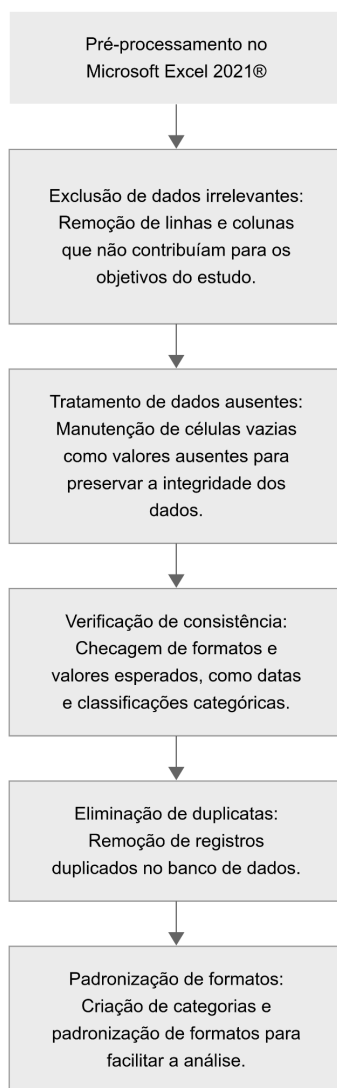 Pré-processamento no
Microsoft Excel 2021®
Exclusão de dados irrelevantes:
Remoção de linhas e colunas
que não contribuíam para os
objetivos do estudo.
Tratamento de dados ausentes:
Manutenção de células vazias
como valores ausentes para
preservar a integridade dos
dados.
Verificação de consistência:
Checagem de formatos e
valores esperados, como datas
e classificações categóricas.
Eliminação de duplicatas:
Remoção de registros
duplicados no banco de dados.
Padronização de formatos:
Criação de categorias e
padronização de formatos para
facilitar a análise.